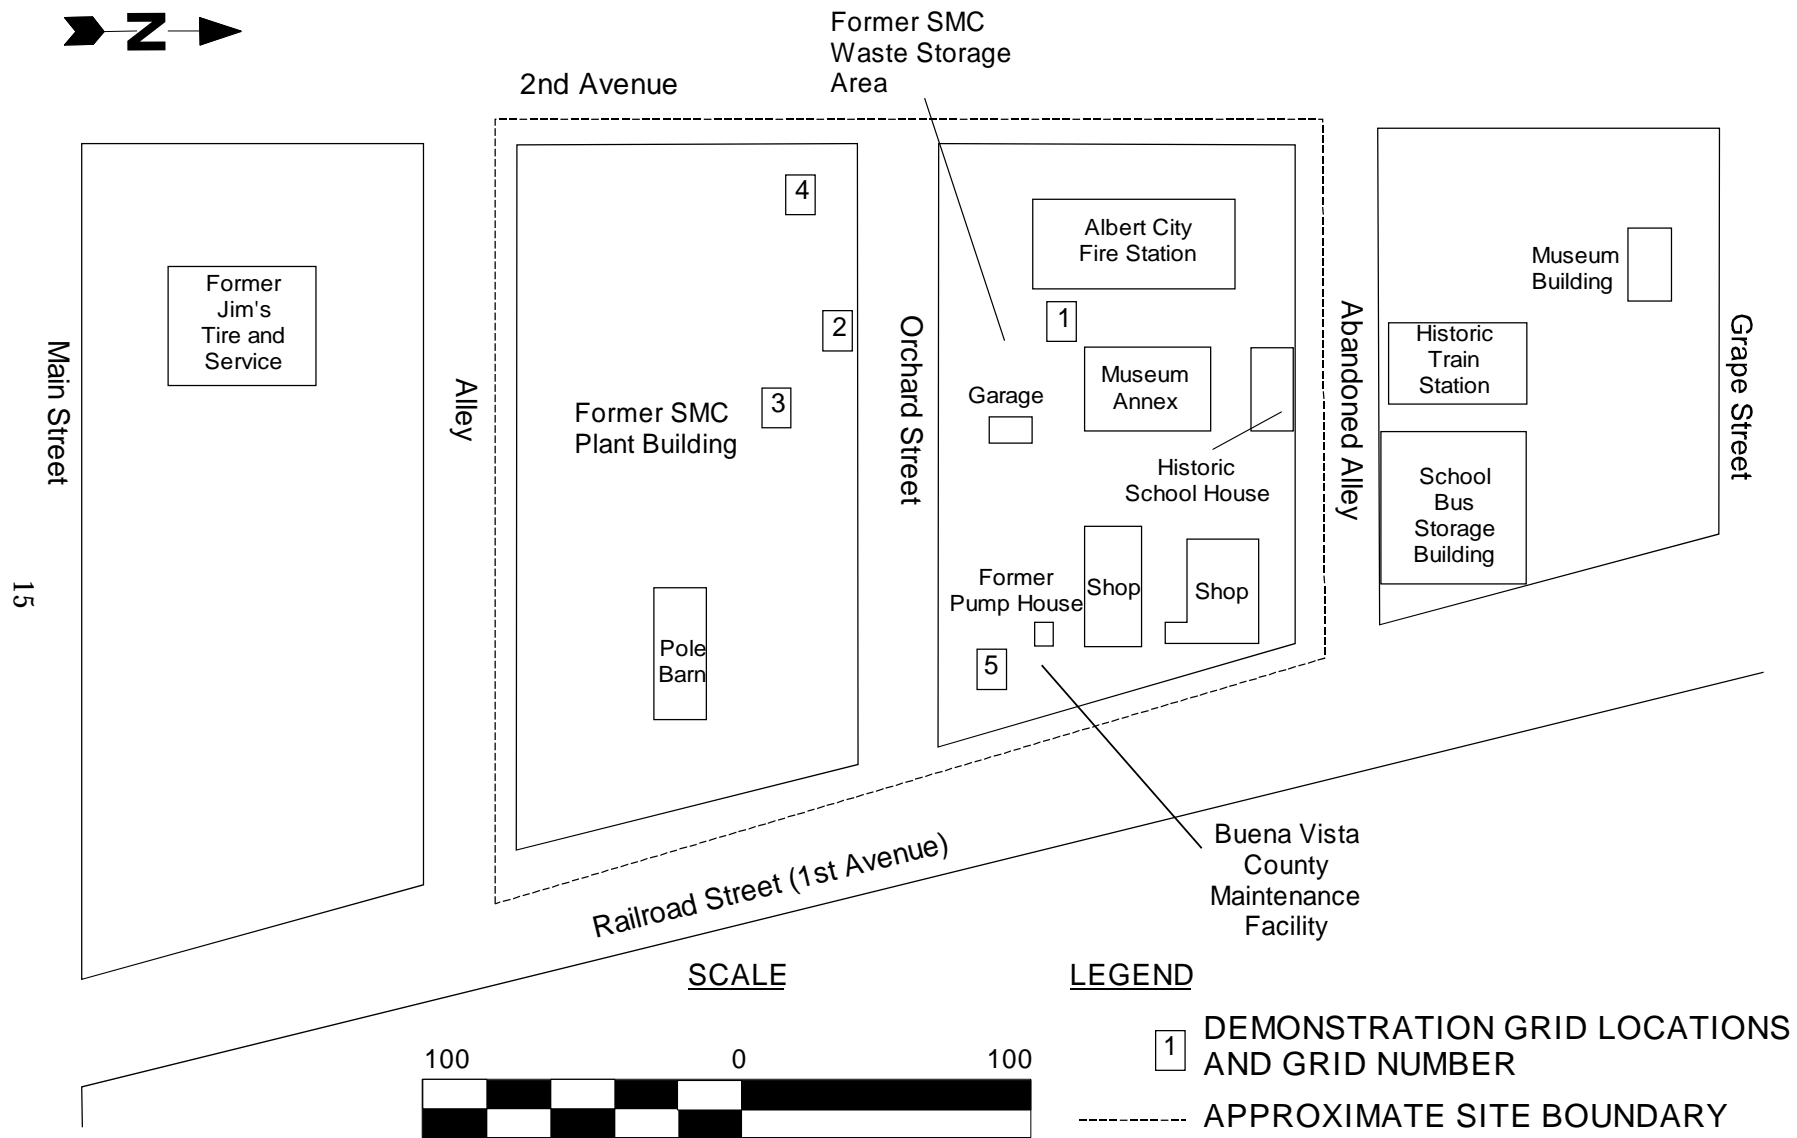 N
Former SMC
Waste Storage
Area
2nd Avenue
4
Albert City
Fire Station
Museum
Building
Former
Jim's
Tire and
Service
2
1
Historic
Train
Station
Main Street
Alley
Orchard Street
Abandoned Alley
Grape Street
3
Former SMC
Plant Building
Garage
Museum
Annex
Historic
School House
School
Bus
Storage
Building
15
Former
Pump House
Shop
Shop
Pole
Barn
5
Buena Vista
County
Maintenance
Facility
Railroad Street (1st Avenue)
SCALE
100 0 100
LEGEND
1 DEMONSTRATION GRID LOCATIONS
AND GRID NUMBER
APPROXIMATE SITE BOUNDARY